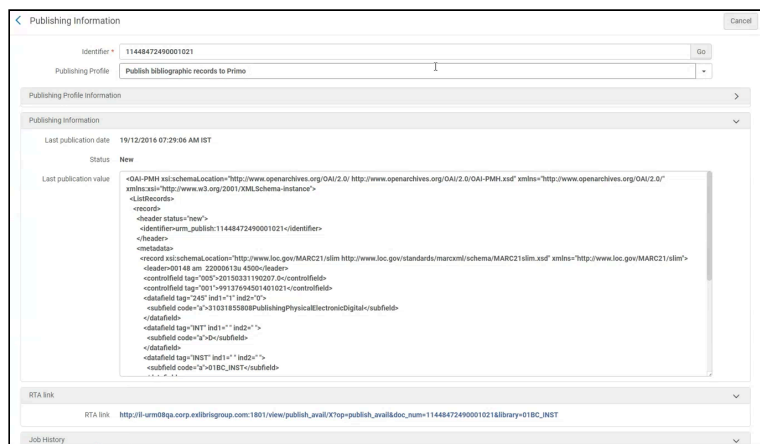 Publishing Information
Cancel
Identifier * 11448472490001021 Go
Publishing Profile Publish bibliographic records to Primo
Publishing Profile Information
Publishing Information
Last publication date 19/12/2016 07:29:06 AM IST
Status New
Last publication value <OAI-PMH xsi:schemaLocation="http://www.openarchives.org/OAI/2.0/ http://www.openarchives.org/OAI/2.0/OAI-PMH.xsd" xmlns="http://www.openarchives.org/OAI/2.0/"
xmlns:xsi="http://www.w3.org/2001/XMLSchema-instance">
<ListRecords>
<record>
<header status="new">
<identifier>urm_publish:11448472490001021</identifier>
</header>
<metadata>
<record xsi:schemaLocation="http://www.loc.gov/MARC21/slim http://www.loc.gov/standards/marcxml/schema/MARC21slim.xsd" xmlns="http://www.loc.gov/MARC21/slim">
<leader>00148 am 22000613u 4500</leader>
<controlfield tag="005">20150331190207.0</controlfield>
<controlfield tag="001">99137694501401021</controlfield>
<datafield tag="245" ind1="1" ind2="0">
<subfield code="a">31031855808PublishingPhysicalElectronicDigital</subfield>
</datafield>
<datafield tag="INT" ind1=" " ind2=" ">
<subfield code="a">D</subfield>
</datafield>
<datafield tag="INST" ind1=" " ind2=" ">
<subfield code="a">01BC_INST</subfield>
RTA link
RTA link http://il-urm08qa.corp.exlibrisgroup.com:1801/view/publish_avail/X?op=publish_avail&doc_num=11448472490001021&library=01BC_INST
Job History